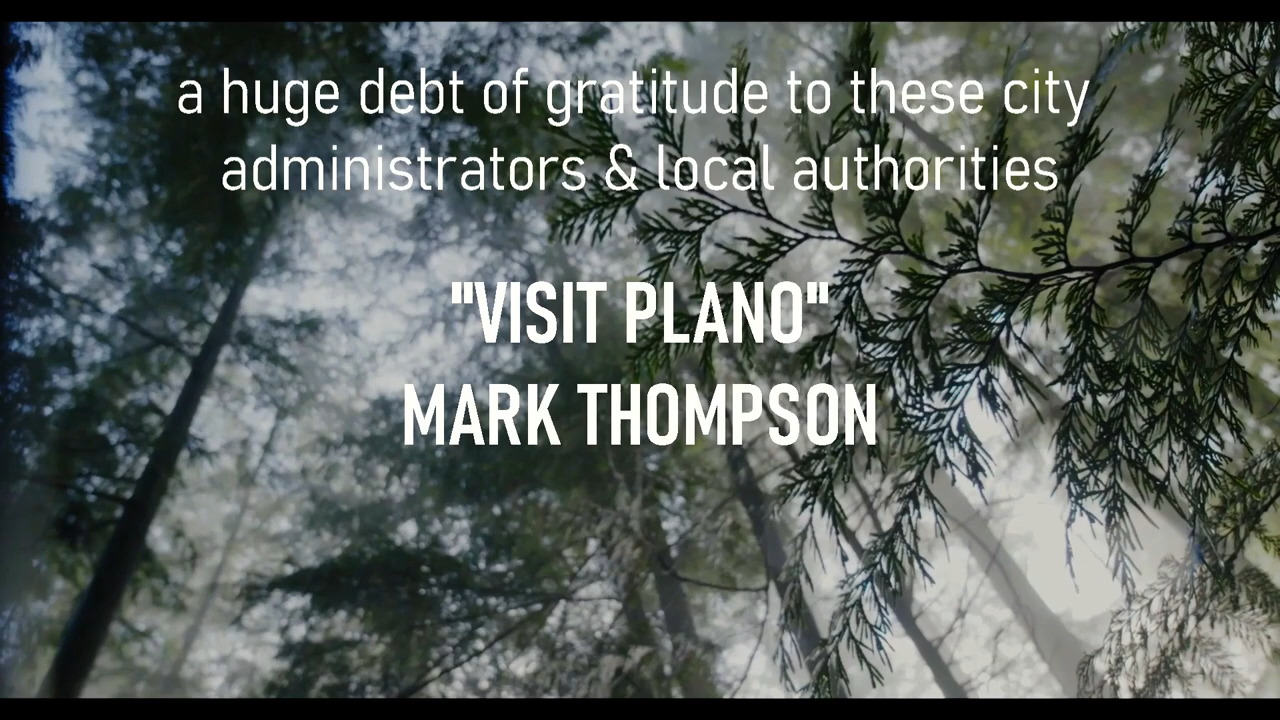 a huge debt of gratitude to these city
administrators & local authorities
"VISIT PLANO"
MARK THOMPSON